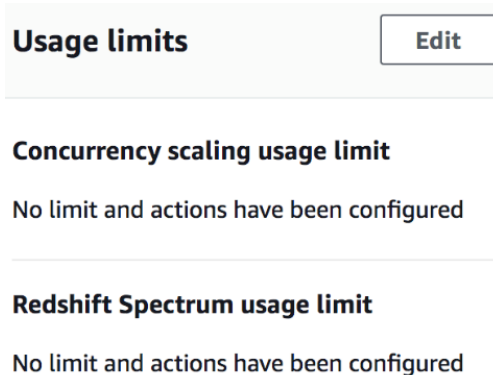 Usage limits
Edit
Concurrency scaling usage limit
No limit and actions have been configured
Redshift Spectrum usage limit
No limit and actions have been configured